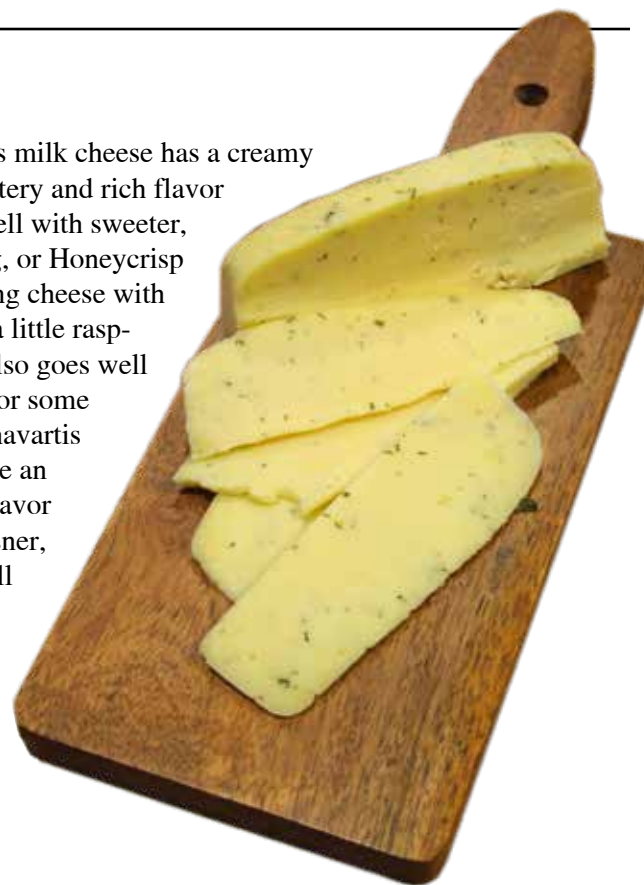 s milk cheese has a creamy
tery and rich flavor
ell with sweeter,
, or Honeycrisp
ng cheese with
a little rasp-
lso goes well
or some
navartis
e an
avor
ner,
ll